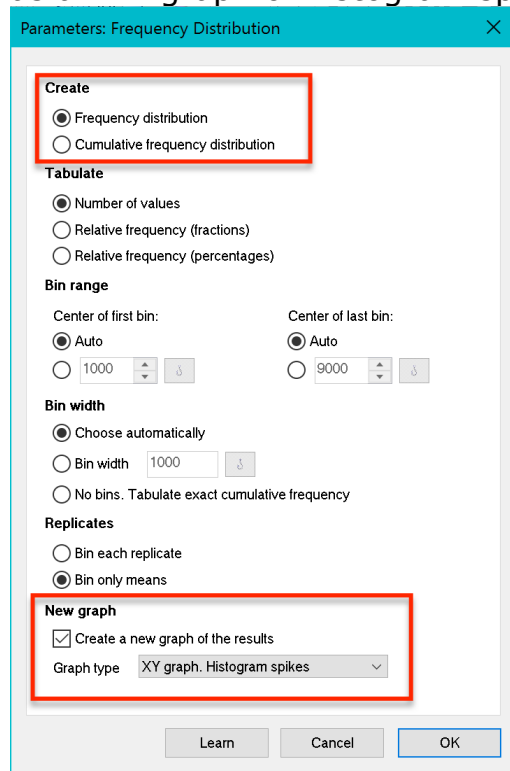 Parameters: Frequency Distribution
Create
Frequency distribution
Cumulative frequency distribution
Tabulate
Number of values
Relative frequency (fractions)
Relative frequency (percentages)
Bin range
Center of first bin: Center of last bin:
Auto Auto
1000 9000
Bin width
Choose automatically
Bin width 1000
No bins. Tabulate exact cumulative frequency
Replicates
Bin each replicate
Bin only means
New graph
Create a new graph of the results
Graph type XY graph. Histogram spikes
Learn Cancel OK